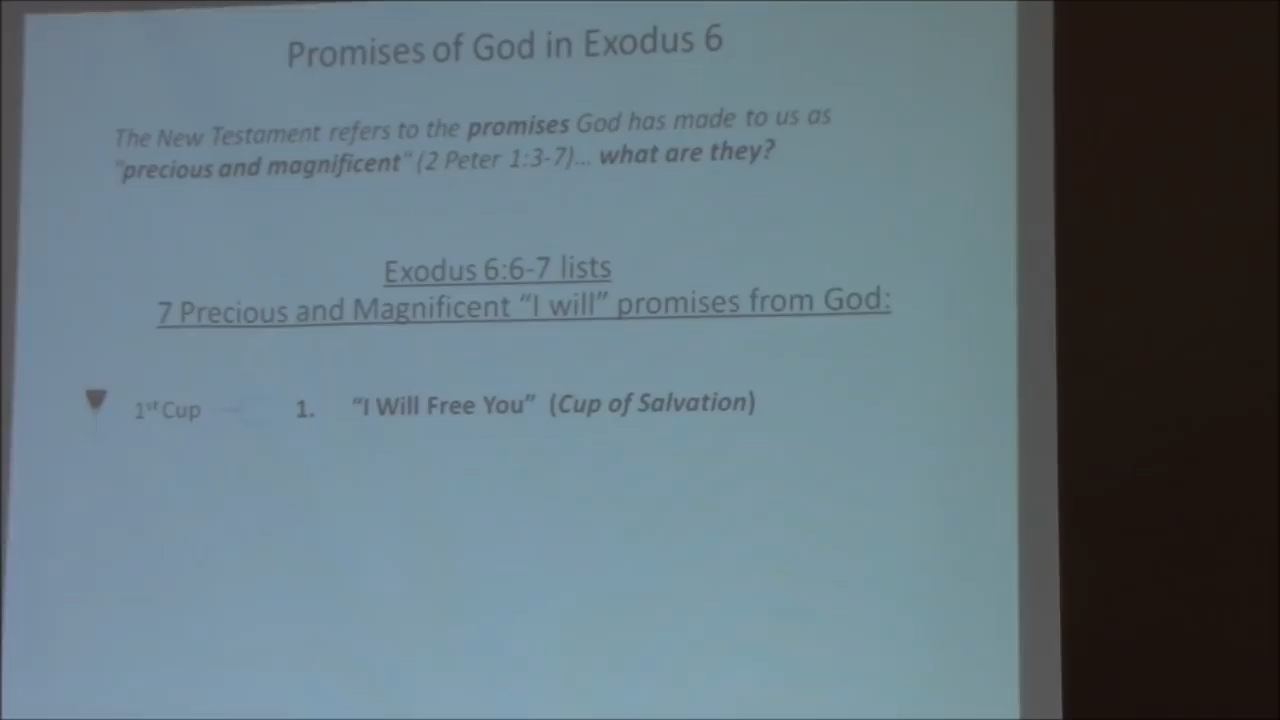 Promises of God in Exodus 6
The New Testament refers to the promises God has made to us as
"precious and magnificent" (2 Peter 1:3-7)... what are they?
Exodus 6:6-7 lists
7 Precious and Magnificent “I will” promises from God:
1st Cup 1. “I Will Free You” (Cup of Salvation)